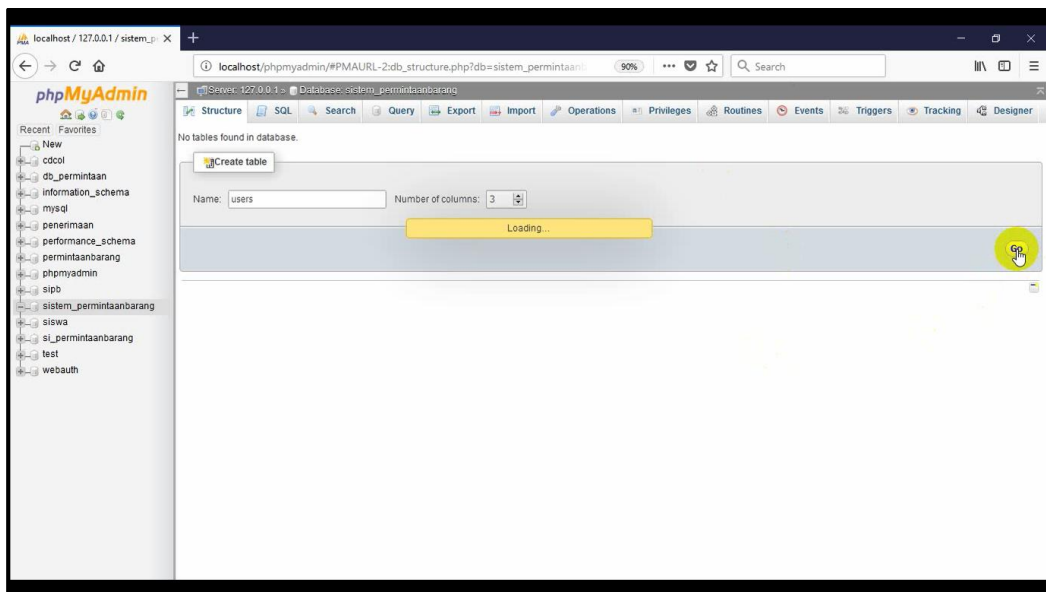 localhost / 127.0.0.1 / sistem_p
localhost/phpmyadmin/#PMAURL-2:db_structure.php?db=sistem_permintaan
90%
Search
phpMyAdmin
Server: 127.0.0.1 » Database: sistem_permintaanbarang
Structure SQL Search Query Export Import Operations Privileges Routines Events Triggers Tracking Designer
Recent Favorites
New
cdcol
db_permintaan
information_schema
mysql
penerimaan
performance_schema
permintaanbarang
phpmyadmin
sipb
sistem_permintaanbarang
siswa
si_permintaanbarang
test
webauth
No tables found in database.
Create table
Name: users Number of columns: 3
Loading...
Go